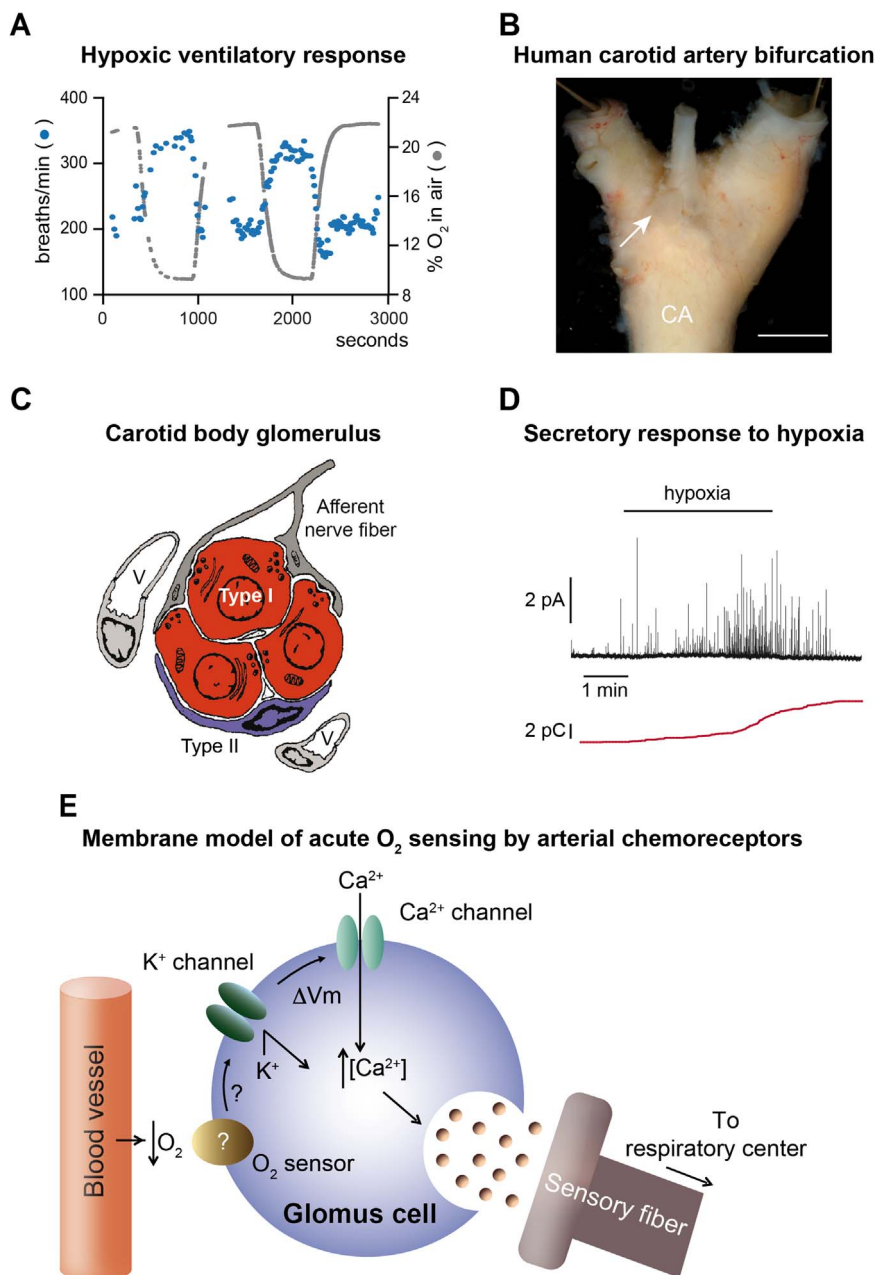 A
Hypoxic ventilatory response
400
300
200
100
breaths/min ( )
24
20
16
12
8
% O₂ in air ( )
0
1000
2000
3000
seconds
B
Human carotid artery bifurcation
CA
C
Carotid body glomerulus
Afferent
nerve fiber
V
Type I
Type II
V
D
Secretory response to hypoxia
hypoxia
2 pA
1 min
2 pC
E
Membrane model of acute O₂ sensing by arterial chemoreceptors
Ca²⁺
Ca²⁺ channel
K⁺ channel
ΔVm
K⁺
[Ca²⁺]
?
Blood vessel
O₂
?
O₂ sensor
Glomus cell
To
respiratory center
Sensory fiber